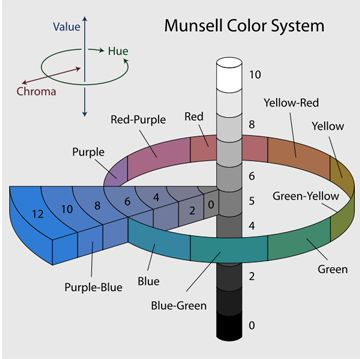 Munsell Color System
Value
Hue
Chroma
10
8
6
5
4
2
0
Red-Purple
Red
Yellow-Red
Yellow
Purple
Green-Yellow
12
10
8
6
4
2
0
Purple-Blue
Blue
Blue-Green
Green